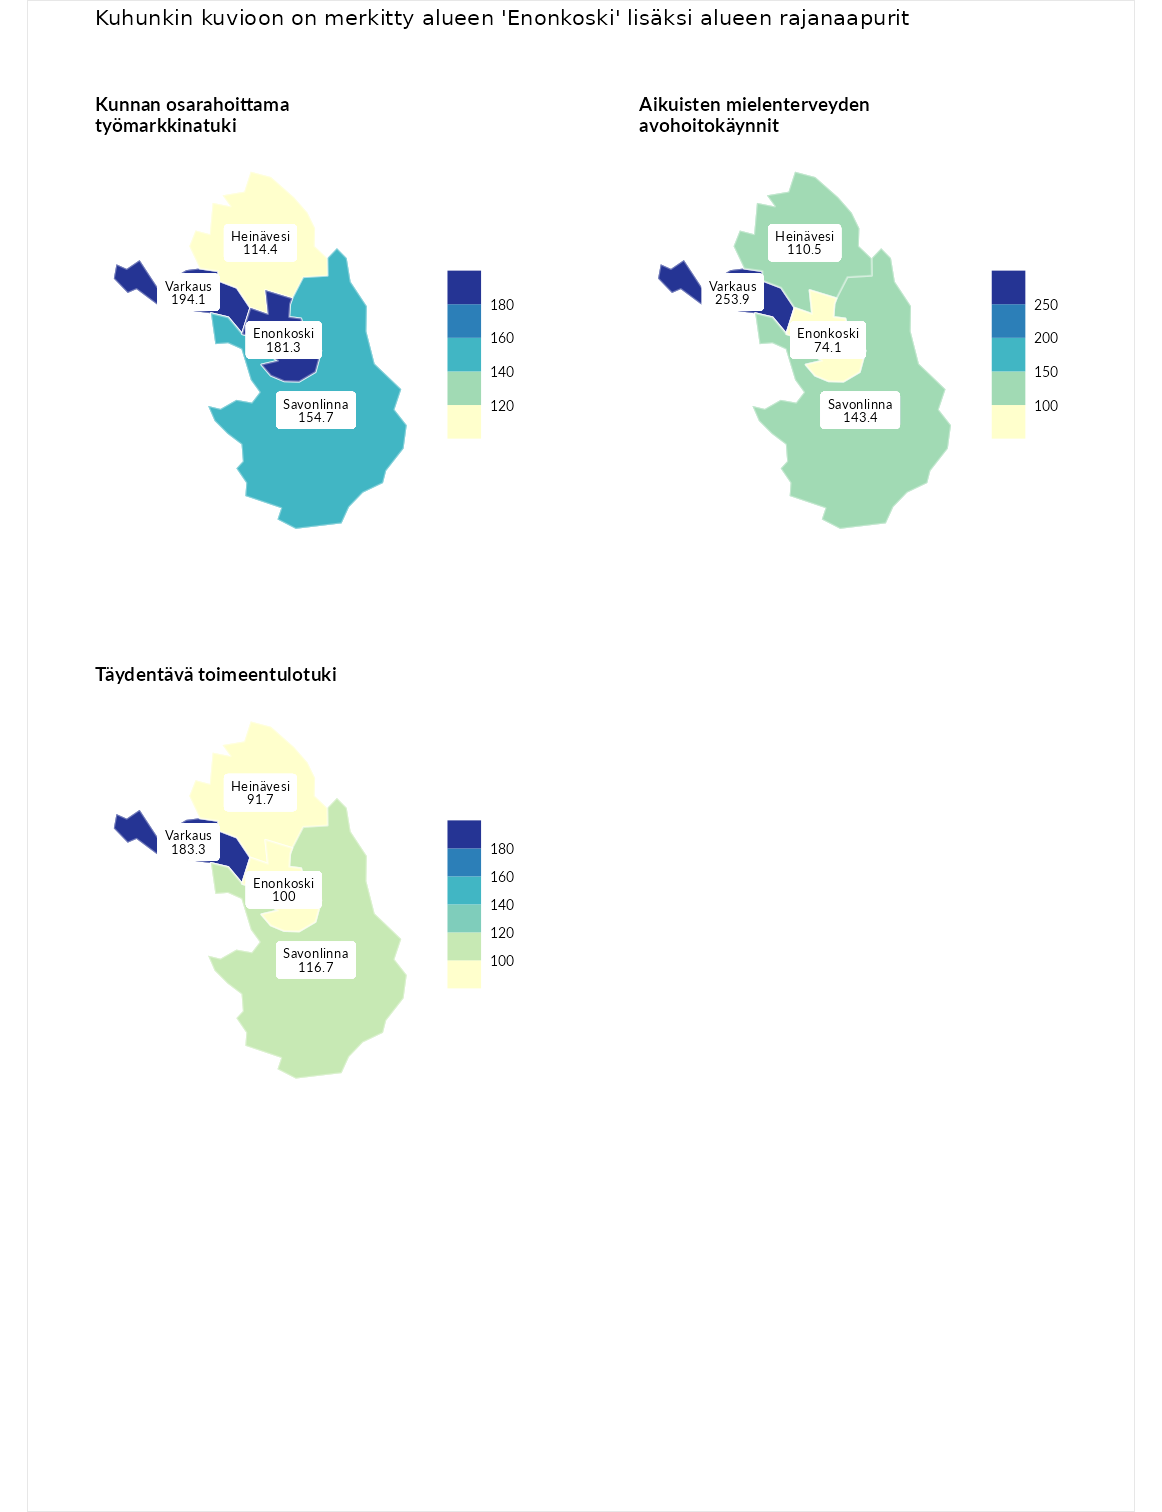 Kuhunkin kuvioon on merkitty alueen 'Enonkoski' lisäksi alueen rajanaapurit
Kunnan osarahoittama
työmarkkinatuki
Heinävesi
114.4
Varkaus
194.1
Enonkoski
181.3
Savonlinna
154.7
180
160
140
120
Aikuisten mielenterveyden
avohoitokäynnit
Heinävesi
110.5
Varkaus
253.9
Enonkoski
74.1
Savonlinna
143.4
250
200
150
100
Täydentävä toimeentulotuki
Heinävesi
91.7
Varkaus
183.3
Enonkoski
100
Savonlinna
116.7
180
160
140
120
100